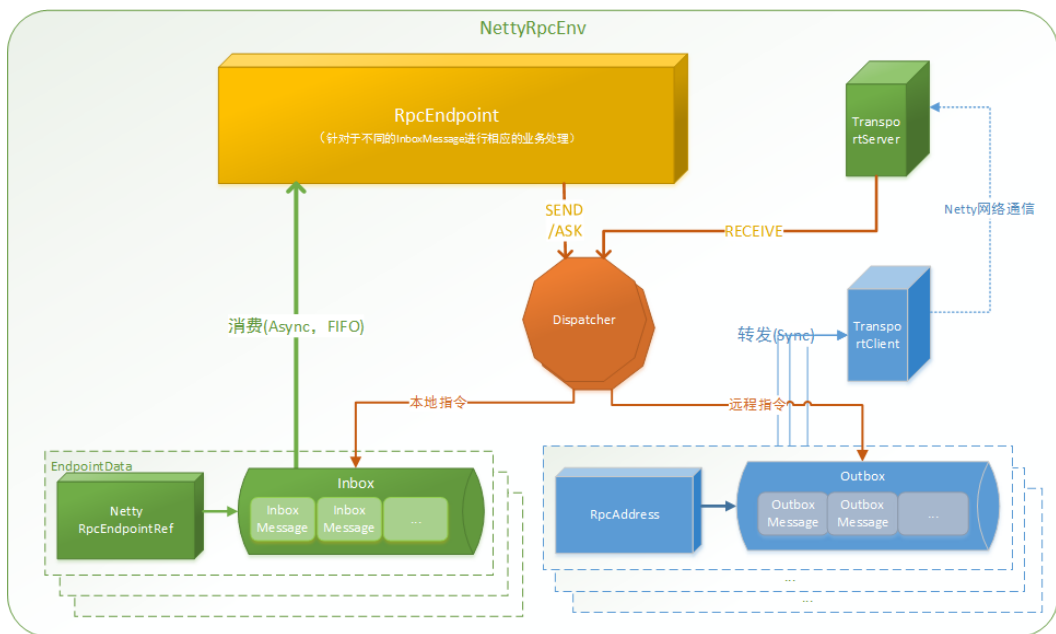 NettyRpcEnv
RpcEndpoint
（针对于不同的InboxMessage进行相应的业务处理）
Transpo
rtServer
SEND
/ASK
RECEIVE
Netty网络通信
Dispatcher
消费(Async，FIFO)
转发(Sync)
Transpo
rtClient
本地指令
远程指令
EndpointData
Netty
RpcEndpointRef
Inbox
Inbox
Message
Inbox
Message
...
RpcAddress
Outbox
Outbox
Message
Outbox
Message
...
...
...